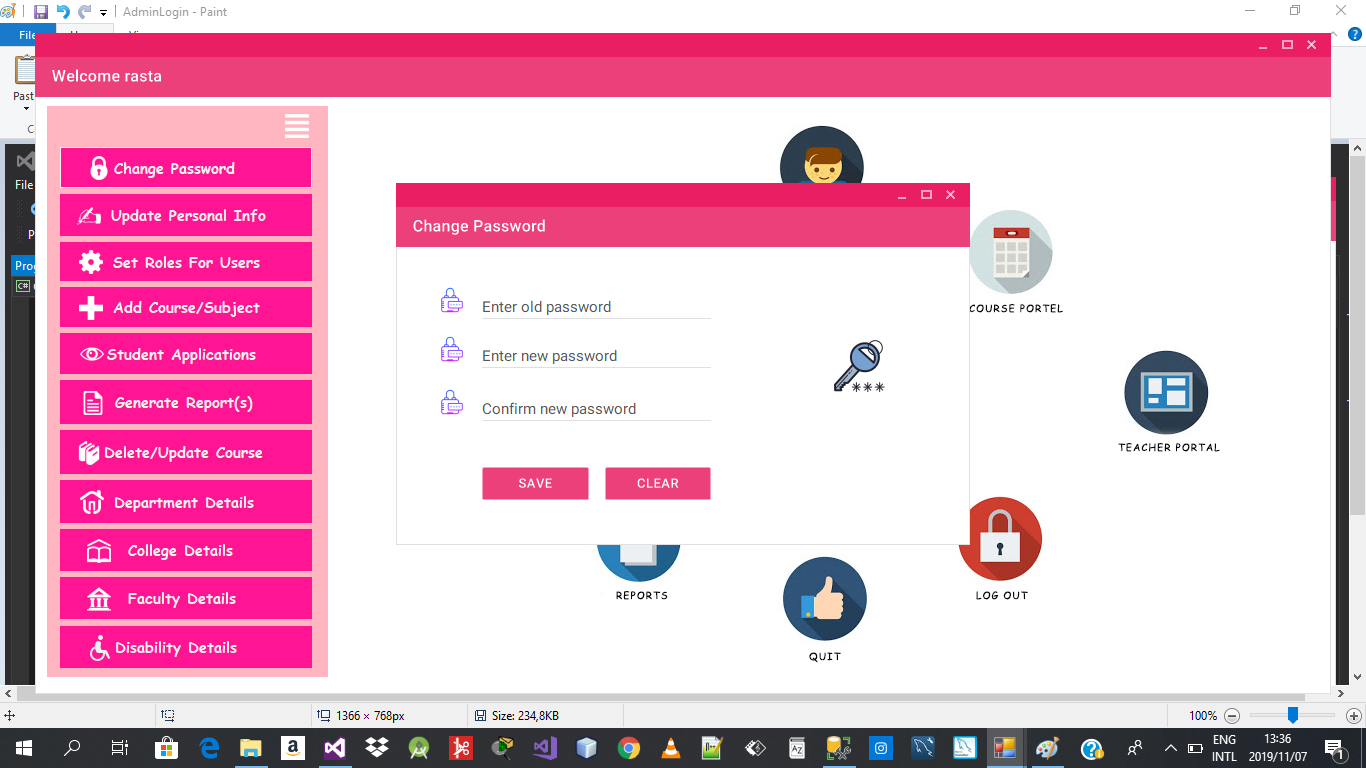 AdminLogin - Paint
File
Welcome rasta
Past
Change Password
Update Personal Info
Set Roles For Users
Add Course/Subject
Student Applications
Generate Report(s)
Delete/Update Course
Department Details
College Details
Faculty Details
Disability Details
File
Prog
C#
Change Password
Enter old password
Enter new password
Confirm new password
SAVE
CLEAR
COURSE PORTEL
TEACHER PORTAL
REPORTS
LOG OUT
QUIT
1366 × 768px
Size: 234,8KB
100%
ENG
INTL
13:36
2019/11/07
1